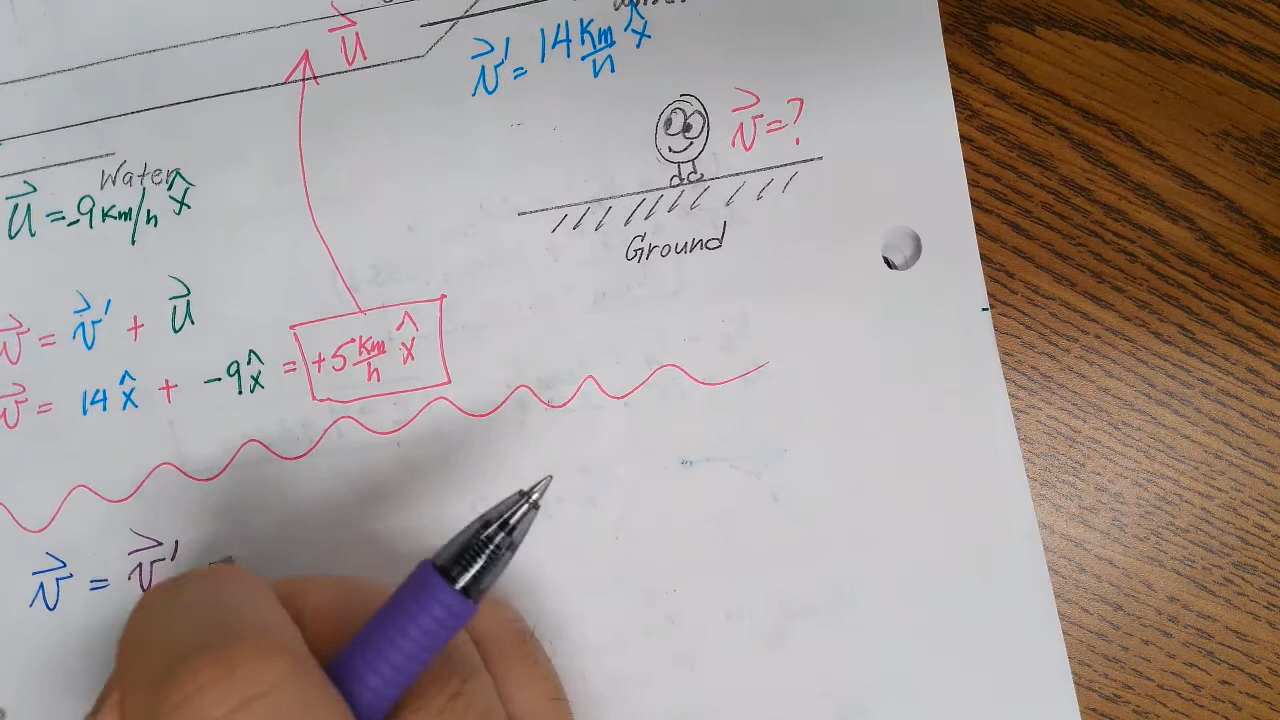 u⃗
v⃗' = 14 km/h x̂
v⃗ = ?
Water
u⃗ = -9 km/h x̂
Ground
v⃗ = v⃗' + u⃗
v⃗ = 14 x̂ + -9 x̂ = +5 km/h x̂
v⃗ = v⃗'